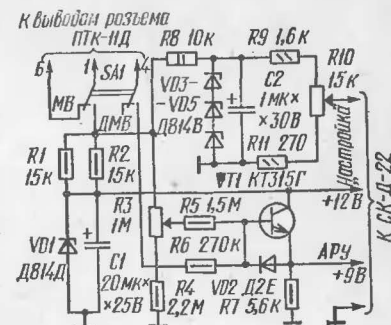 К выводам разъема
ПТК-11Д
6
1
4
SA1
МВ
ДМВ
R8 10к
R9 1,6к
R10
15к
VD3-
-VD5
Д814В
C2
1МК×
×30В
R11 270
Настройка
К СК-Д-22
R1
15к
R2
15к
VT1 КТ315Г
+12В
R3
1М
R5 1,5М
R6 270к
АРУ
+9В
VD1
Д814Д
C1
20МК×
×25В
R4
2,2М
VD2 Д2Е
R7 5,6к